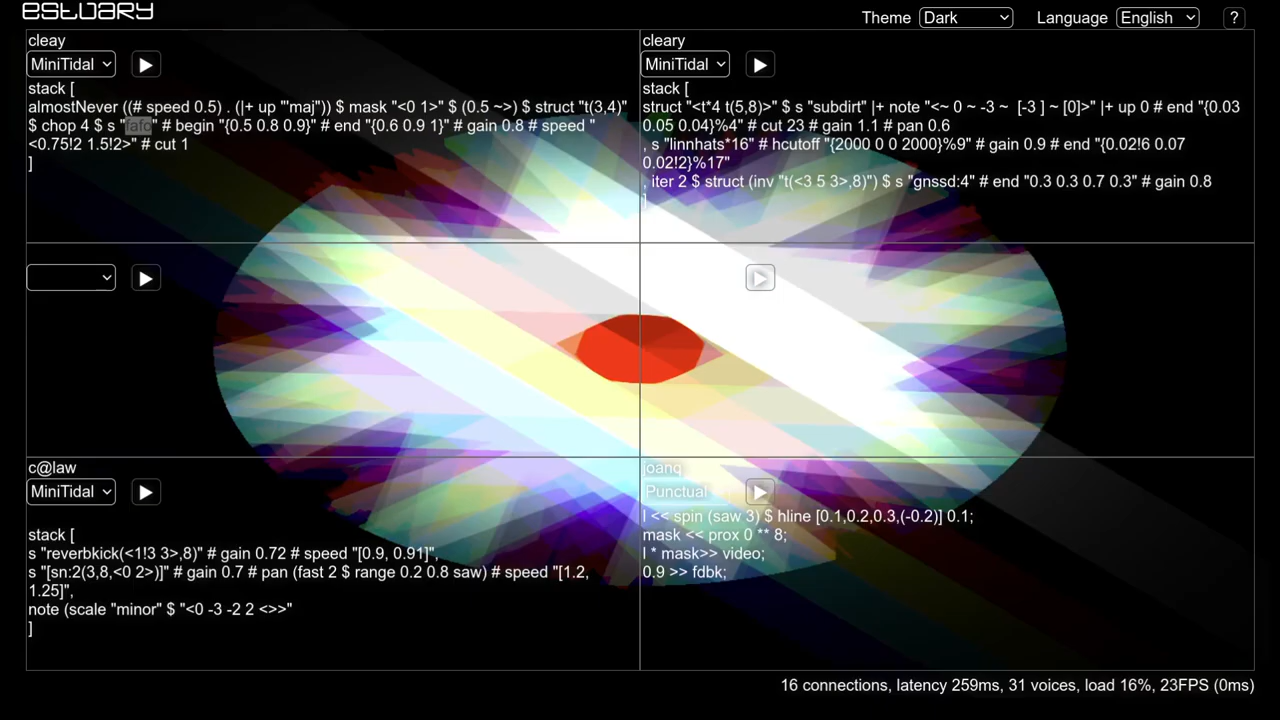 estuary
Theme Dark Language English ?
cleay
MiniTidal
stack [
almostNever ((# speed 0.5) . (|+ up "'maj")) $ mask "<0 1>" $ (0.5 ~>) $ struct "t(3,4)"
$ chop 4 $ s "fafo" # begin "{0.5 0.8 0.9}" # end "{0.6 0.9 1}" # gain 0.8 # speed "
<0.75!2 1.5!2>" # cut 1
]
cleary
MiniTidal
stack [
struct "<t*4 t(5,8)>" $ s "subdirt" |+ note "<~ 0 ~ -3 ~ [-3 ] ~ [0]>" |+ up 0 # end "{0.03
0.05 0.04}%4" # cut 23 # gain 1.1 # pan 0.6
, s "linnhats*16" # hcutoff "{2000 0 0 2000}%9" # gain 0.9 # end "{0.02!6 0.07
0.02!2}%17"
, iter 2 $ struct (inv "t(<3 5 3>,8)") $ s "gnssd:4" # end "0.3 0.3 0.7 0.3" # gain 0.8
]
c@law
MiniTidal
stack [
s "reverbkick(<1!3 3>,8)" # gain 0.72 # speed "[0.9, 0.91]",
s "[sn:2(3,8,<0 2>)]" # gain 0.7 # pan (fast 2 $ range 0.2 0.8 saw) # speed "[1.2,
1.25]",
note (scale "minor" $ "<0 -3 -2 2 <>>"
]
joanq
Punctual
l << spin (saw 3) $ hline [0.1,0.2,0.3,(-0.2)] 0.1;
mask << prox 0 ** 8;
l * mask>> video;
0.9 >> fdbk;
16 connections, latency 259ms, 31 voices, load 16%, 23FPS (0ms)